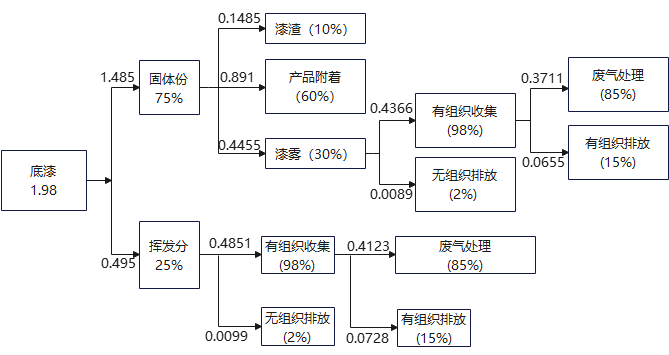 底漆
1.98
1.485
固体份
75%
0.1485
漆渣（10%）
0.891
产品附着
（60%）
0.4455
漆雾（30%）
0.4366
有组织收集
(98%)
0.3711
废气处理
(85%)
0.0655
有组织排放
(15%)
0.0089
无组织排放
(2%)
0.495
挥发分
25%
0.4851
有组织收集
(98%)
0.4123
废气处理
(85%)
0.0728
有组织排放
(15%)
0.0099
无组织排放
(2%)